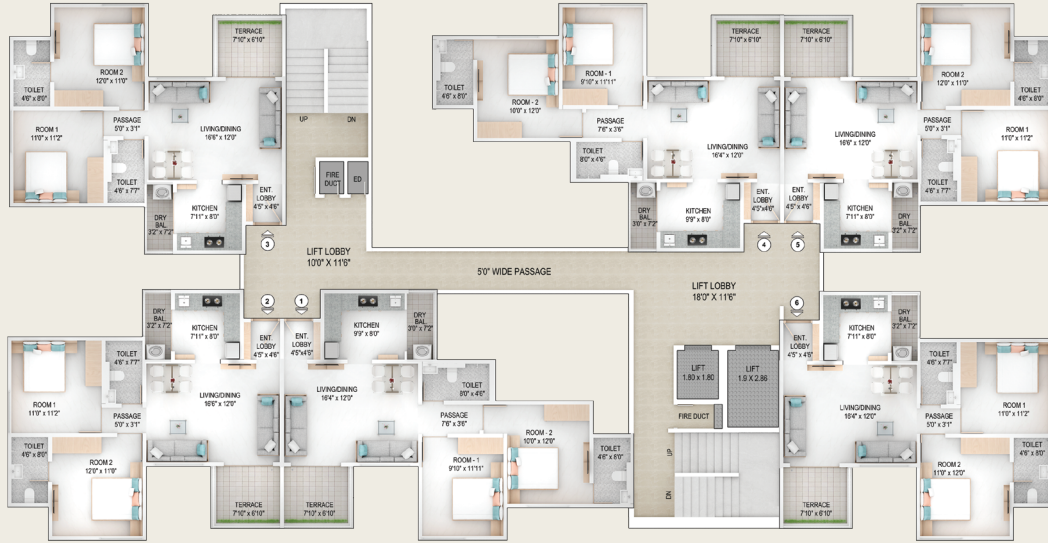 TERRACE
7'10" x 6'10"
ROOM 2
12'0" x 11'0"
TOILET
4'6" x 8'0"
ROOM 1
11'0" x 11'2"
PASSAGE
5'0" x 3'1"
LIVING/DINING
16'6" x 12'0"
TOILET
4'6" x 7'7"
KITCHEN
7'11" x 8'0"
DRY
BAL.
3'2" x 7'2"
ENT.
LOBBY
4'5" x 4'6"
3
UP
DN
FIRE
DUCT
ED
LIFT LOBBY
10'0" X 11'6"
TOILET
4'6" x 8'0"
ROOM - 2
10'0" x 12'0"
ROOM - 1
9'10" x 11'11"
TERRACE
7'10" x 6'10"
PASSAGE
7'6" x 3'6"
TOILET
8'0" x 4'6"
LIVING/DINING
16'4" x 12'0"
DRY
BAL.
3'0" x 7'2"
KITCHEN
9'9" x 8'0"
ENT.
LOBBY
4'5"x4'6"
4
TERRACE
7'10" x 6'10"
ROOM 2
12'0" x 11'0"
TOILET
4'6" x 8'0"
LIVING/DINING
16'6" x 12'0"
PASSAGE
5'0" x 3'1"
ROOM 1
11'0" x 11'2"
TOILET
4'6" x 7'7"
ENT.
LOBBY
4'5" x 4'6"
KITCHEN
7'11" x 8'0"
DRY
BAL.
3'2" x 7'2"
5
5'0" WIDE PASSAGE
LIFT LOBBY
18'0" X 11'6"
2
DRY
BAL.
3'2" x 7'2"
KITCHEN
7'11" x 8'0"
ENT.
LOBBY
4'5" x 4'6"
TOILET
4'6" x 7'7"
ROOM 1
11'0" x 11'2"
LIVING/DINING
16'6" x 12'0"
PASSAGE
5'0" x 3'1"
TOILET
4'6" x 8'0"
ROOM 2
12'0" x 11'0"
TERRACE
7'10" x 6'10"
1
ENT.
LOBBY
4'5"x4'6"
KITCHEN
9'9" x 8'0"
DRY
BAL.
3'0" x 7'2"
LIVING/DINING
16'4" x 12'0"
TOILET
8'0" x 4'6"
PASSAGE
7'6" x 3'6"
ROOM - 2
10'0" x 12'0"
ROOM - 1
9'10" x 11'11"
TOILET
4'6" x 8'0"
TERRACE
7'10" x 6'10"
LIFT
1.80 x 1.80
LIFT
1.9 X 2.86
FIRE DUCT
UP
DN
6
ENT.
LOBBY
4'5" x 4'6"
KITCHEN
7'11" x 8'0"
DRY
BAL.
3'2" x 7'2"
TOILET
4'6" x 7'7"
LIVING/DINING
16'4" x 12'0"
ROOM 1
11'0" x 11'2"
PASSAGE
5'0" x 3'1"
TOILET
4'6" x 8'0"
ROOM 2
11'0" x 12'0"
TERRACE
7'10" x 6'10"